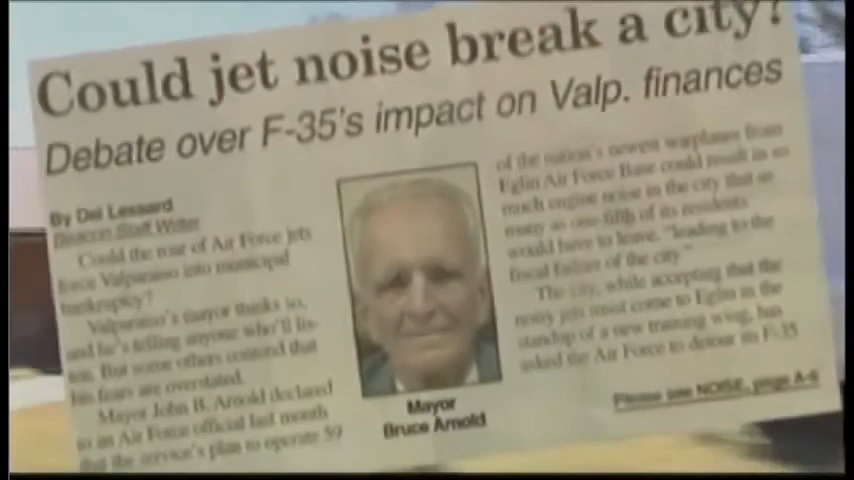 Could jet noise break a city?
Debate over F-35's impact on Valp. finances
By Del Lessard
Beacon Staff Writer
Could the roar of Air Force jets
force Valparaiso into municipal
bankruptcy?
Valparaiso's mayor thinks so,
and he's telling anyone who'll lis-
ten. But some others contend that
his fears are overstated.
Mayor John B. Arnold declared
to an Air Force official last month
that the service's plan to operate 59
Mayor
Bruce Arnold
of the nation's newest warplanes from
Eglin Air Force Base could result in so
much engine noise in the city that as
many as one-fifth of its residents
would have to leave, "leading to the
fiscal failure of the city."
The city, while accepting that the
noisy jets must come to Eglin in the
standup of a new training wing, has
asked the Air Force to detour its F-35
Please see NOISE, page A-6